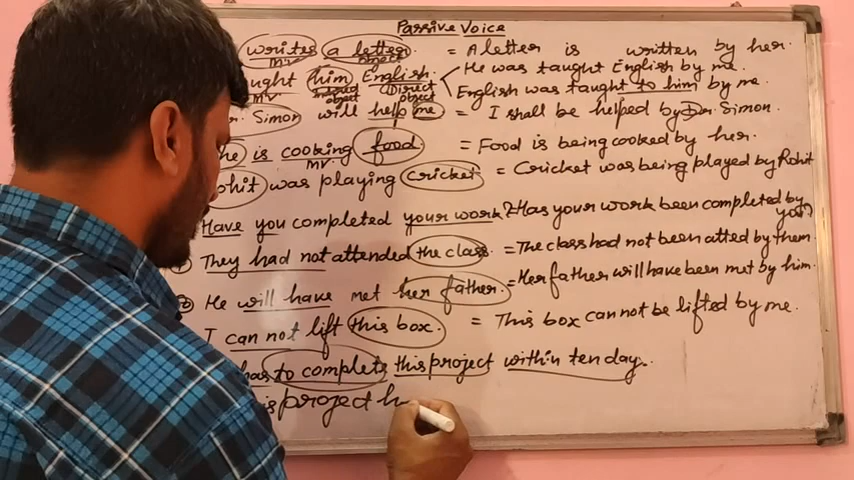 Passive Voice
writes a letter = A letter is written by her.
MV object
ught him English. He was taught English by me.
MV object Direct object English was taught to him by me.
r. Simon will help me = I shall be helped by Dr. Simon.
he is cooking food = Food is being cooked by her.
MV
ohit was playing cricket = Cricket was being played by Rohit
Have you completed your work? = Has your work been completed by you?
They had not attended the class. = The class had not been atted by them.
He will have met her father. = Her father will have been met by him.
I can not lift this box. = This box cannot be lifted by me.
has to complete this project within ten day.
is project h